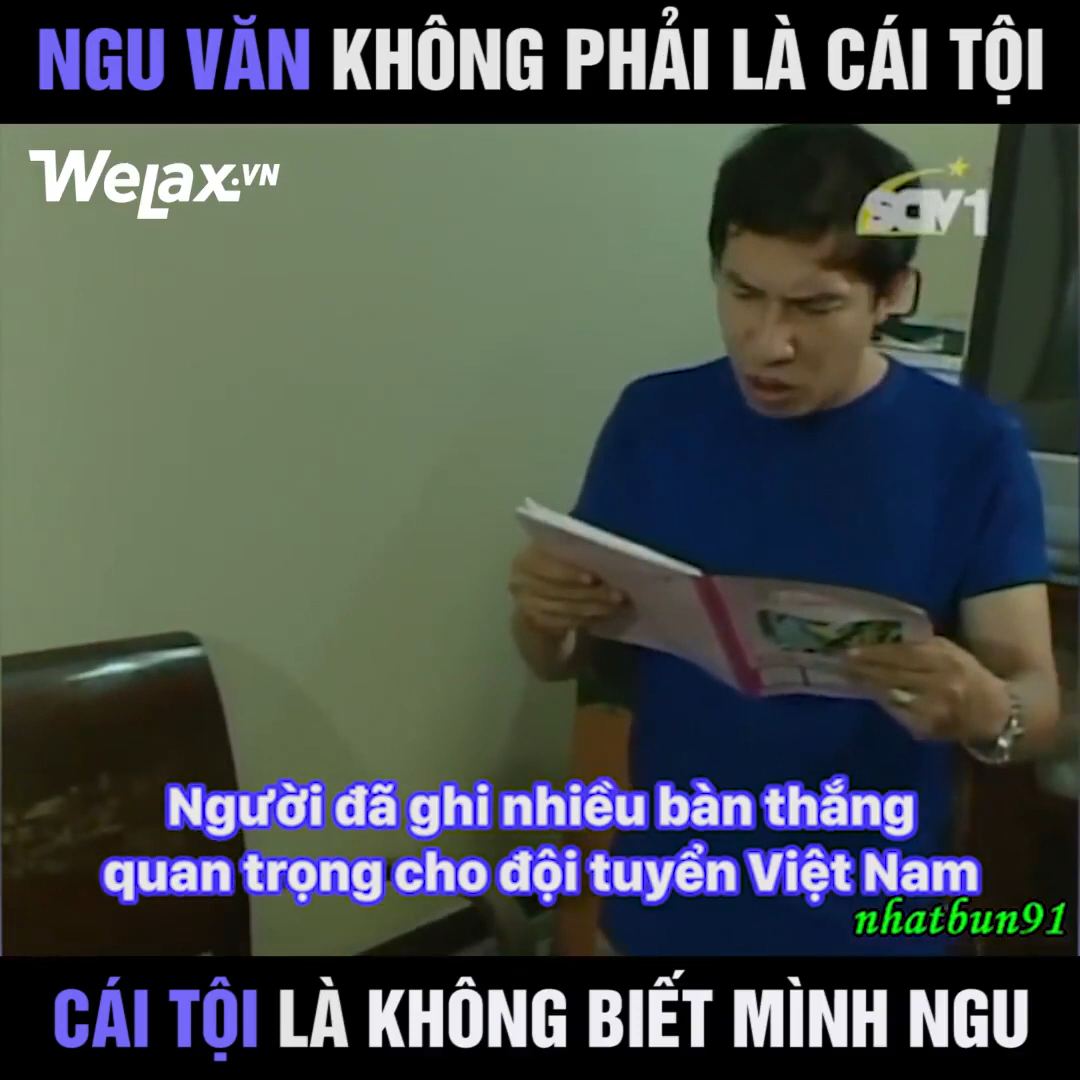 NGU VĂN KHÔNG PHẢI LÀ CÁI TỘI
WeLax.VN
SCTV1
Người đã ghi nhiều bàn thắng
quan trọng cho đội tuyển Việt Nam
nhatbun91
CÁI TỘI LÀ KHÔNG BIẾT MÌNH NGU